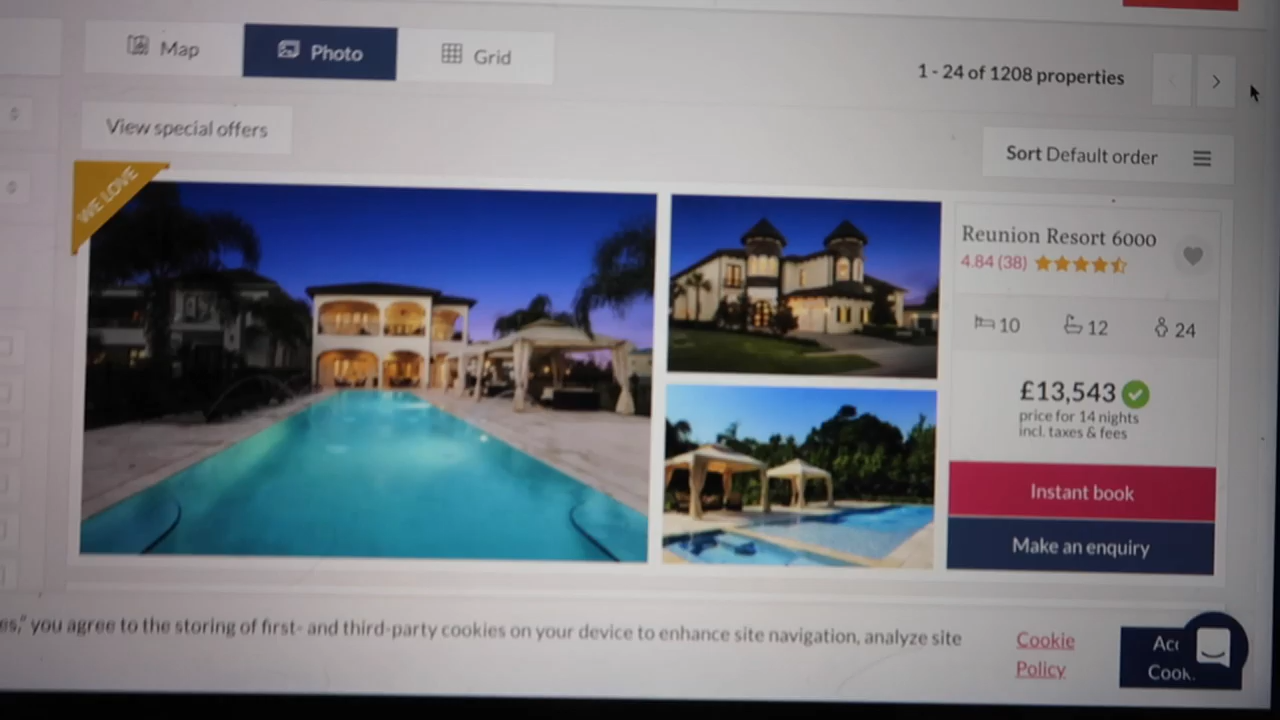 Map
Photo
Grid
1 - 24 of 1208 properties
View special offers
Sort Default order
WE LOVE
Reunion Resort 6000
4.84 (38)
10
12
24
£13,543
price for 14 nights
incl. taxes & fees
Instant book
Make an enquiry
es," you agree to the storing of first- and third-party cookies on your device to enhance site navigation, analyze site
Cookie
Policy
Acc
Cook